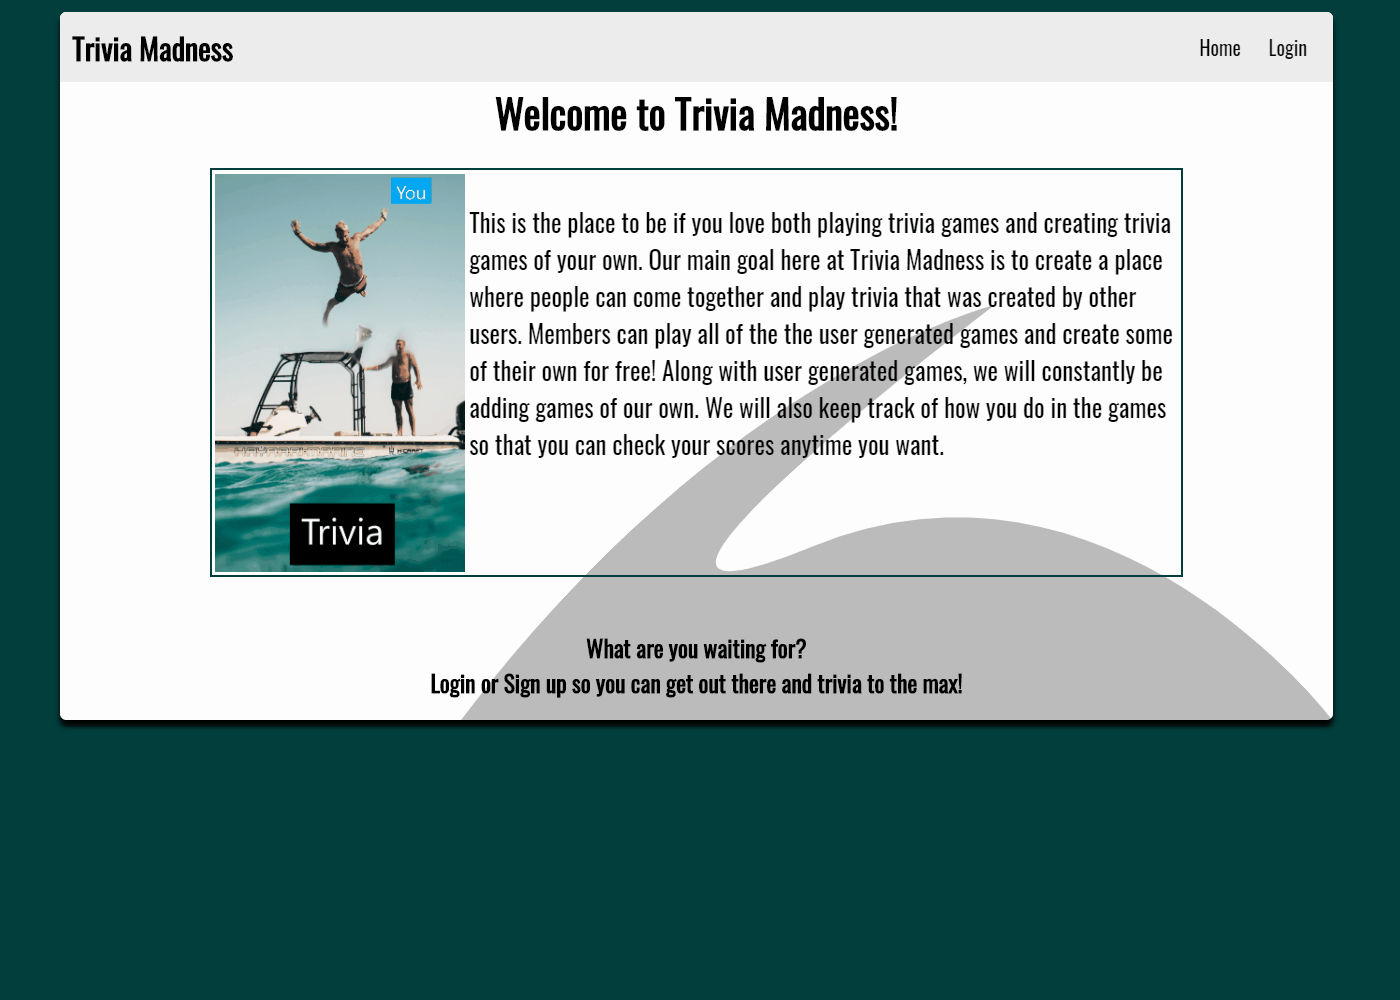 Trivia Madness
Home Login
Welcome to Trivia Madness!
You
This is the place to be if you love both playing trivia games and creating trivia
games of your own. Our main goal here at Trivia Madness is to create a place
where people can come together and play trivia that was created by other
users. Members can play all of the the user generated games and create some
of their own for free! Along with user generated games, we will constantly be
adding games of our own. We will also keep track of how you do in the games
so that you can check your scores anytime you want.
Trivia
What are you waiting for?
Login or Sign up so you can get out there and trivia to the max!